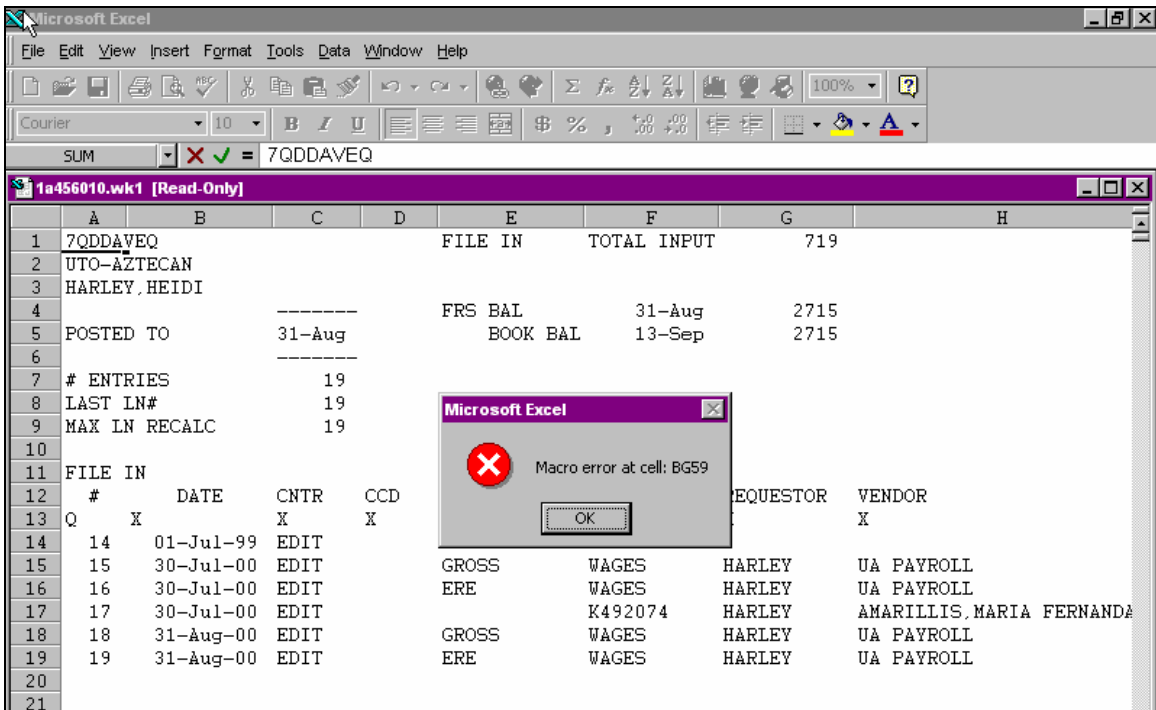 Microsoft Excel
File Edit View Insert Format Tools Data Window Help
100%
Courier 10 B I U $ % ,
SUM = 7QDDAVEQ
1a456010.wk1 [Read-Only]
A B C D E F G H
1 7QDDAVEQ FILE IN TOTAL INPUT 719
2 UTO-AZTECAN
3 HARLEY,HEIDI
4 ------- FRS BAL 31-Aug 2715
5 POSTED TO 31-Aug BOOK BAL 13-Sep 2715
6 -------
7 # ENTRIES 19
8 LAST LN# 19
9 MAX LN RECALC 19
10
11 FILE IN
12 # DATE CNTR CCD REQUESTOR VENDOR
13 Q X X X X
14 14 01-Jul-99 EDIT
15 15 30-Jul-00 EDIT GROSS WAGES HARLEY UA PAYROLL
16 16 30-Jul-00 EDIT ERE WAGES HARLEY UA PAYROLL
17 17 30-Jul-00 EDIT K492074 HARLEY AMARILLIS,MARIA FERNANDA
18 18 31-Aug-00 EDIT GROSS WAGES HARLEY UA PAYROLL
19 19 31-Aug-00 EDIT ERE WAGES HARLEY UA PAYROLL
20
21
Microsoft Excel
Macro error at cell: BG59
OK